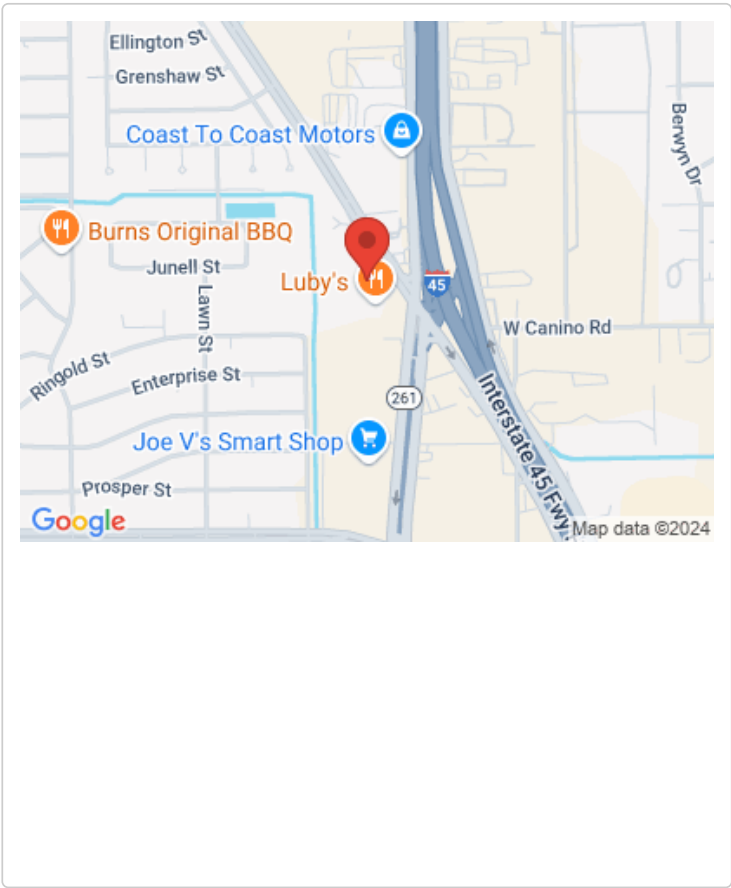 Ellington St
Grenshaw St
Coast To Coast Motors
Berwyn Dr
Burns Original BBQ
Junell St
Luby's
45
Lawn St
W Canino Rd
Ringold St
Enterprise St
261
Interstate 45 Fwy
Joe V's Smart Shop
Prosper St
Google
Map data ©2024